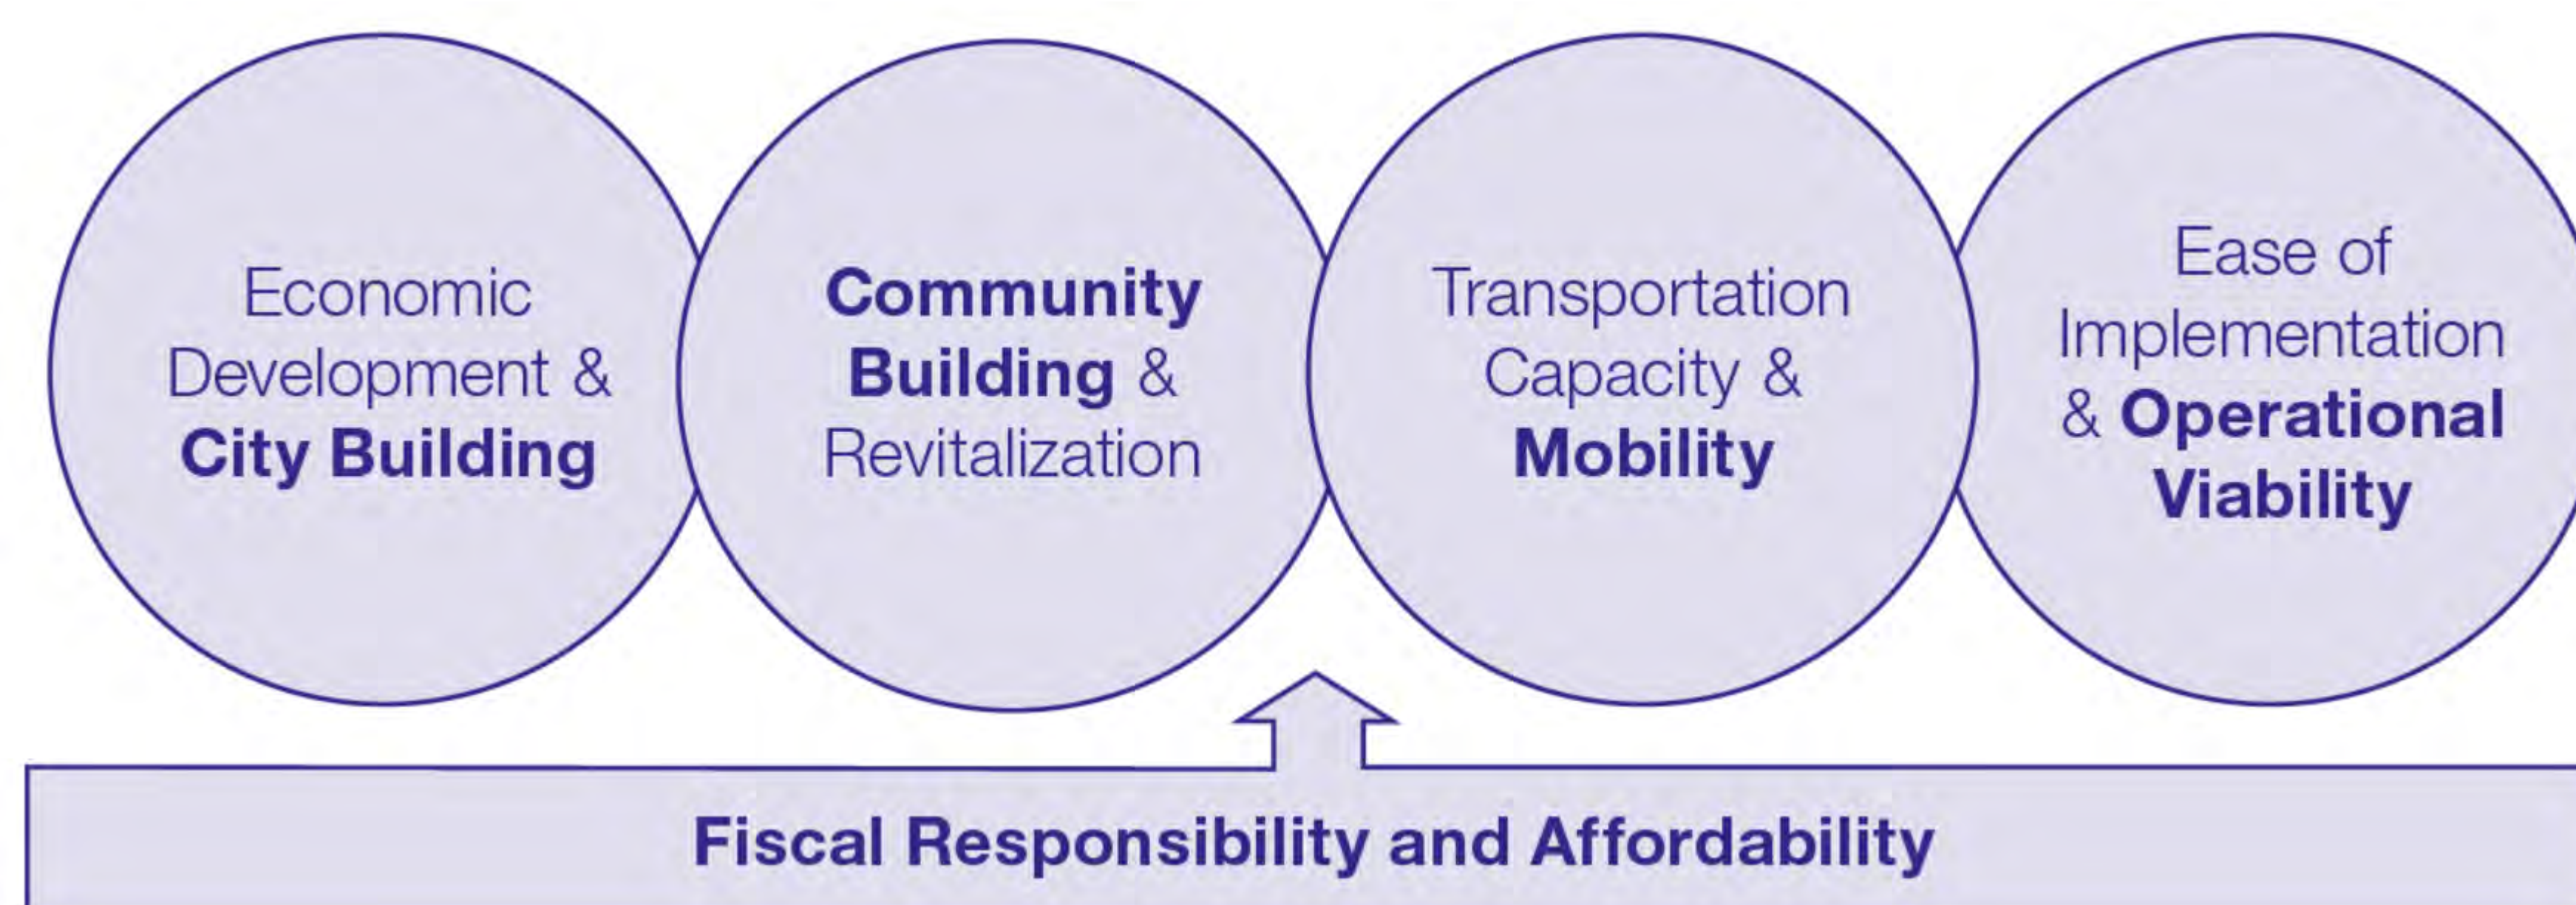 Economic
Development &
City Building
Community
Building &
Revitalization
Transportation
Capacity &
Mobility
Ease of
Implementation
& Operational
Viability
Fiscal Responsibility and Affordability